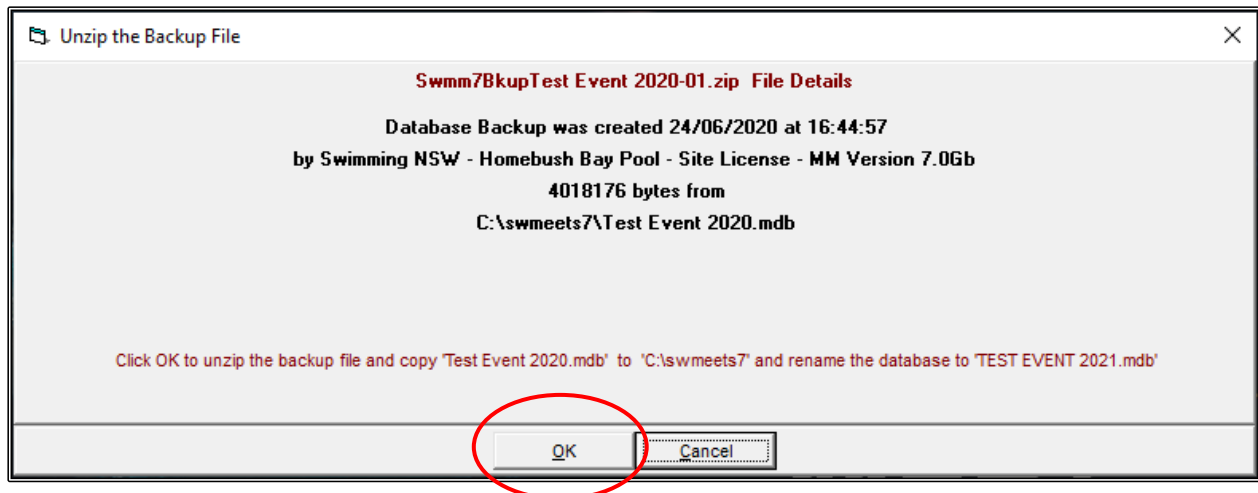 Unzip the Backup File
Swmm7BkupTest Event 2020-01.zip File Details
Database Backup was created 24/06/2020 at 16:44:57
by Swimming NSW - Homebush Bay Pool - Site License - MM Version 7.0Gb
4018176 bytes from
C:\swmeets7\Test Event 2020.mdb
Click OK to unzip the backup file and copy 'Test Event 2020.mdb' to 'C:\swmeets7' and rename the database to 'TEST EVENT 2021.mdb'
OK Cancel